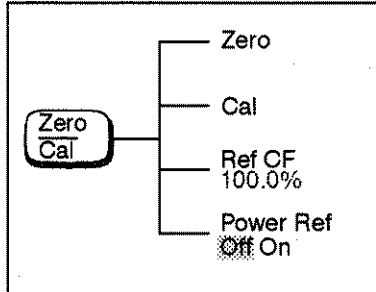 Zero
Cal
Zero
Cal
Ref CF
100.0%
Power Ref
Off On